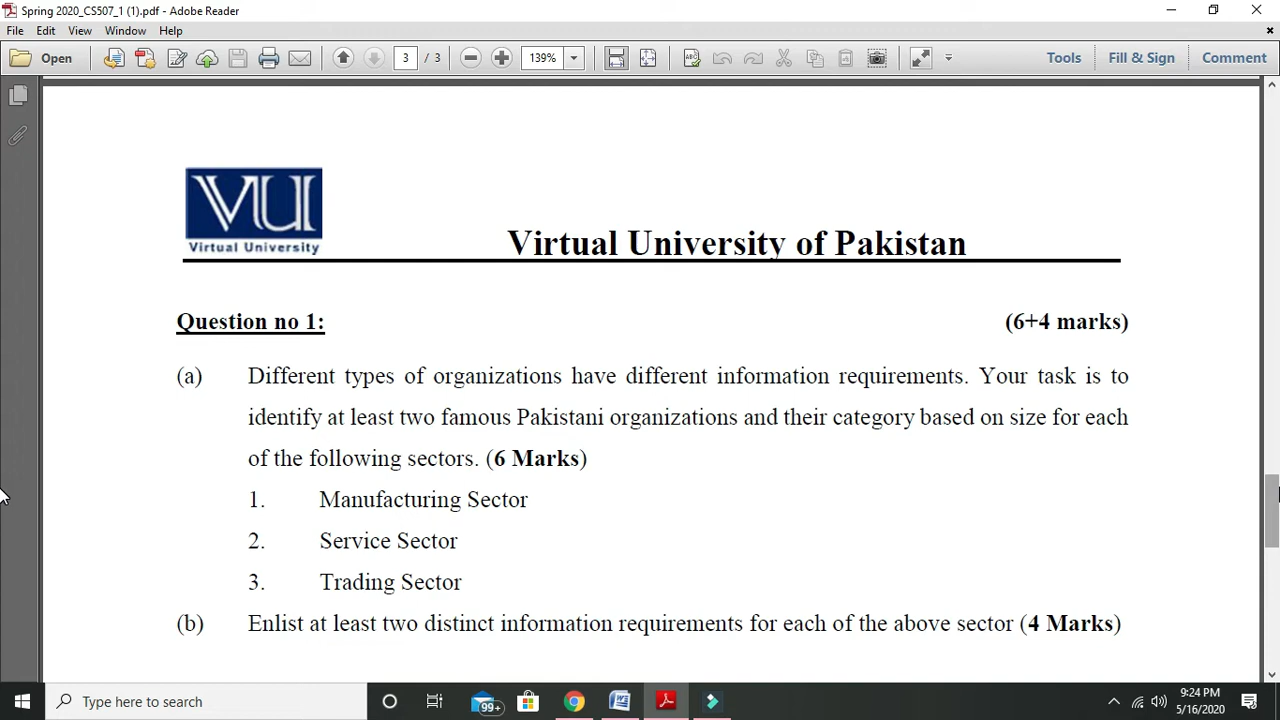 Spring 2020_CS507_1 (1).pdf - Adobe Reader
File Edit View Window Help
Open 3 / 3 139% Tools Fill & Sign Comment
VU
Virtual University
Virtual University of Pakistan
Question no 1: (6+4 marks)
(a) Different types of organizations have different information requirements. Your task is to
identify at least two famous Pakistani organizations and their category based on size for each
of the following sectors. (6 Marks)
1. Manufacturing Sector
2. Service Sector
3. Trading Sector
(b) Enlist at least two distinct information requirements for each of the above sector (4 Marks)
Type here to search 99+ 9:24 PM
5/16/2020